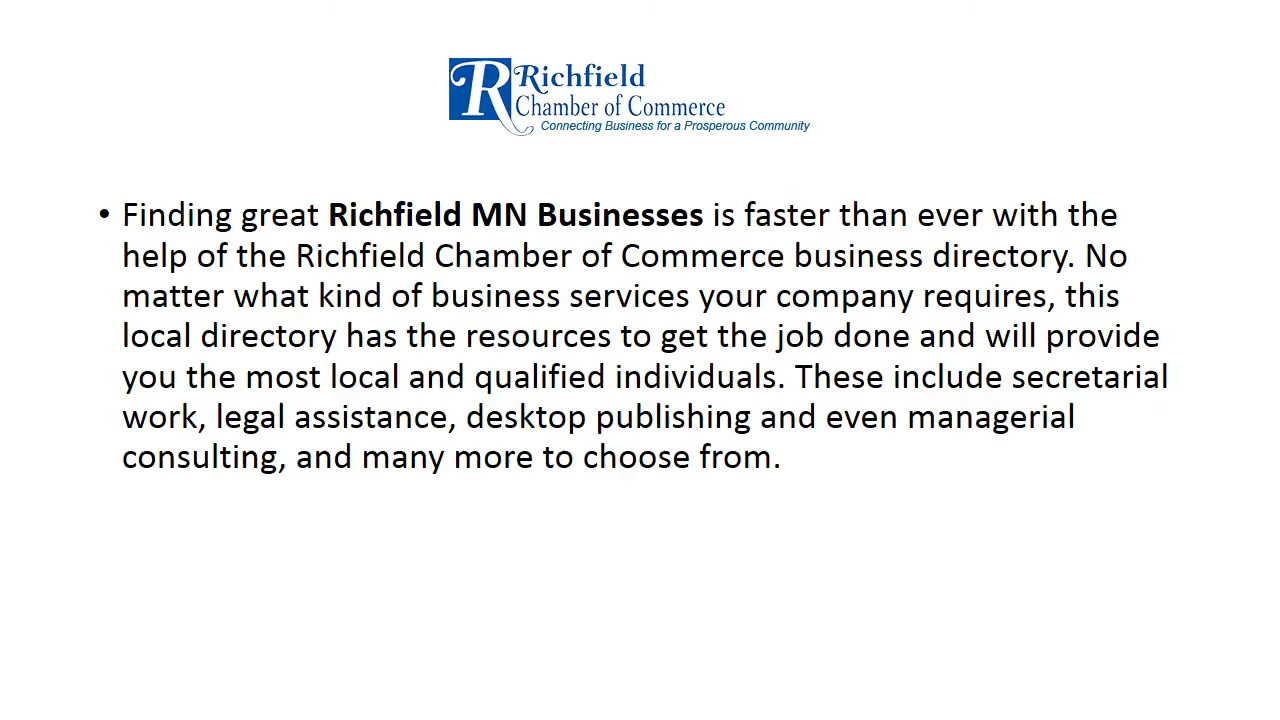 R Richfield
Chamber of Commerce
Connecting Business for a Prosperous Community
• Finding great Richfield MN Businesses is faster than ever with the
help of the Richfield Chamber of Commerce business directory. No
matter what kind of business services your company requires, this
local directory has the resources to get the job done and will provide
you the most local and qualified individuals. These include secretarial
work, legal assistance, desktop publishing and even managerial
consulting, and many more to choose from.